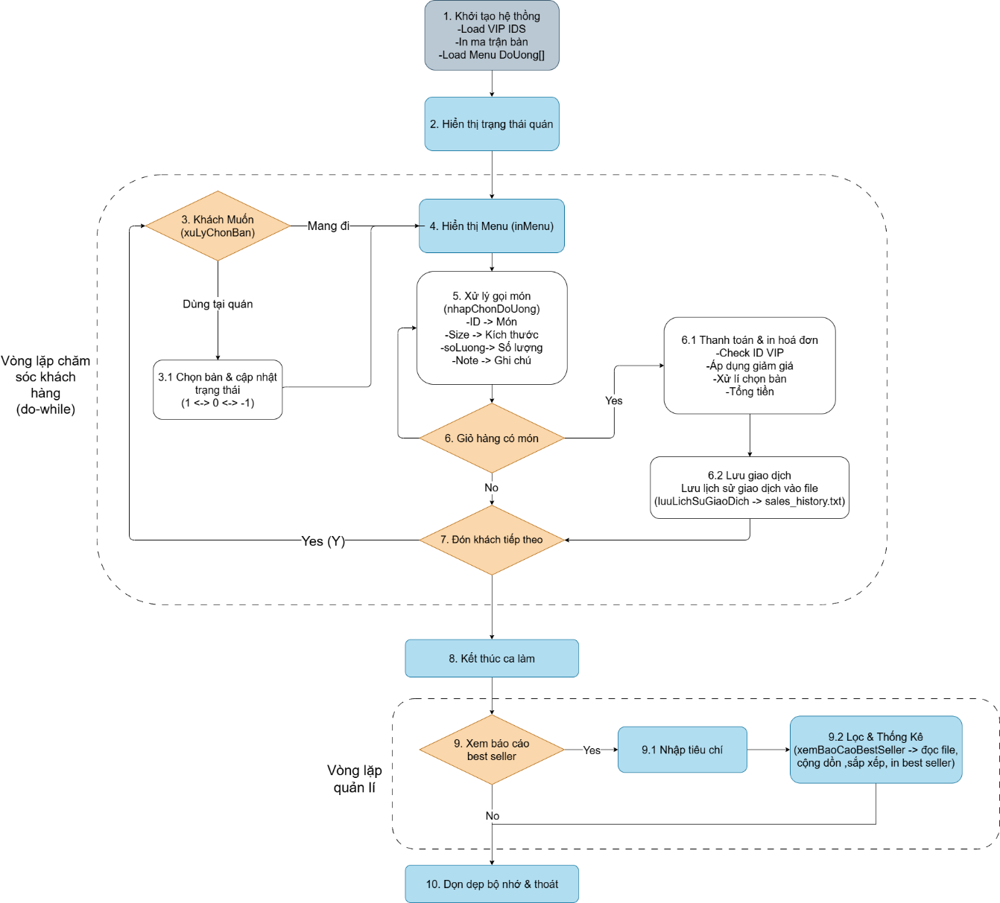 1. Khởi tạo hệ thồng
-Load VIP IDS
-In ma trận bàn
-Load Menu DoUong[]
2. Hiển thị trạng thái quán
3. Khách Muốn
(xuLyChonBan)
Mang đi
4. Hiển thị Menu (inMenu)
Dùng tại quán
5. Xử lý gọi món
(nhapChonDoUong)
-ID -> Món
-Size -> Kích thước
-soLuong-> Số lượng
-Note -> Ghi chú
6.1 Thanh toán & in hoá đơn
-Check ID VIP
-Áp dụng giảm giá
-Xử lí chọn bàn
-Tổng tiền
Vòng lặp chăm
sóc khách
hàng
(do-while)
3.1 Chọn bàn & cập nhật
trạng thái
(1 <-> 0 <-> -1)
Yes
6. Giỏ hàng có món
6.2 Lưu giao dịch
Lưu lịch sử giao dịch vào file
(luuLichSuGiaoDich -> sales_history.txt)
No
7. Đón khách tiếp theo
Yes (Y)
8. Kết thúc ca làm
9. Xem báo cáo
best seller
Yes
9.1 Nhập tiêu chí
9.2 Lọc & Thống Kê
(xemBaoCaoBestSeller -> đọc file,
cộng dồn ,sắp xếp, in best seller)
Vòng lặp
quản lí
No
10. Dọn dẹp bộ nhớ & thoát